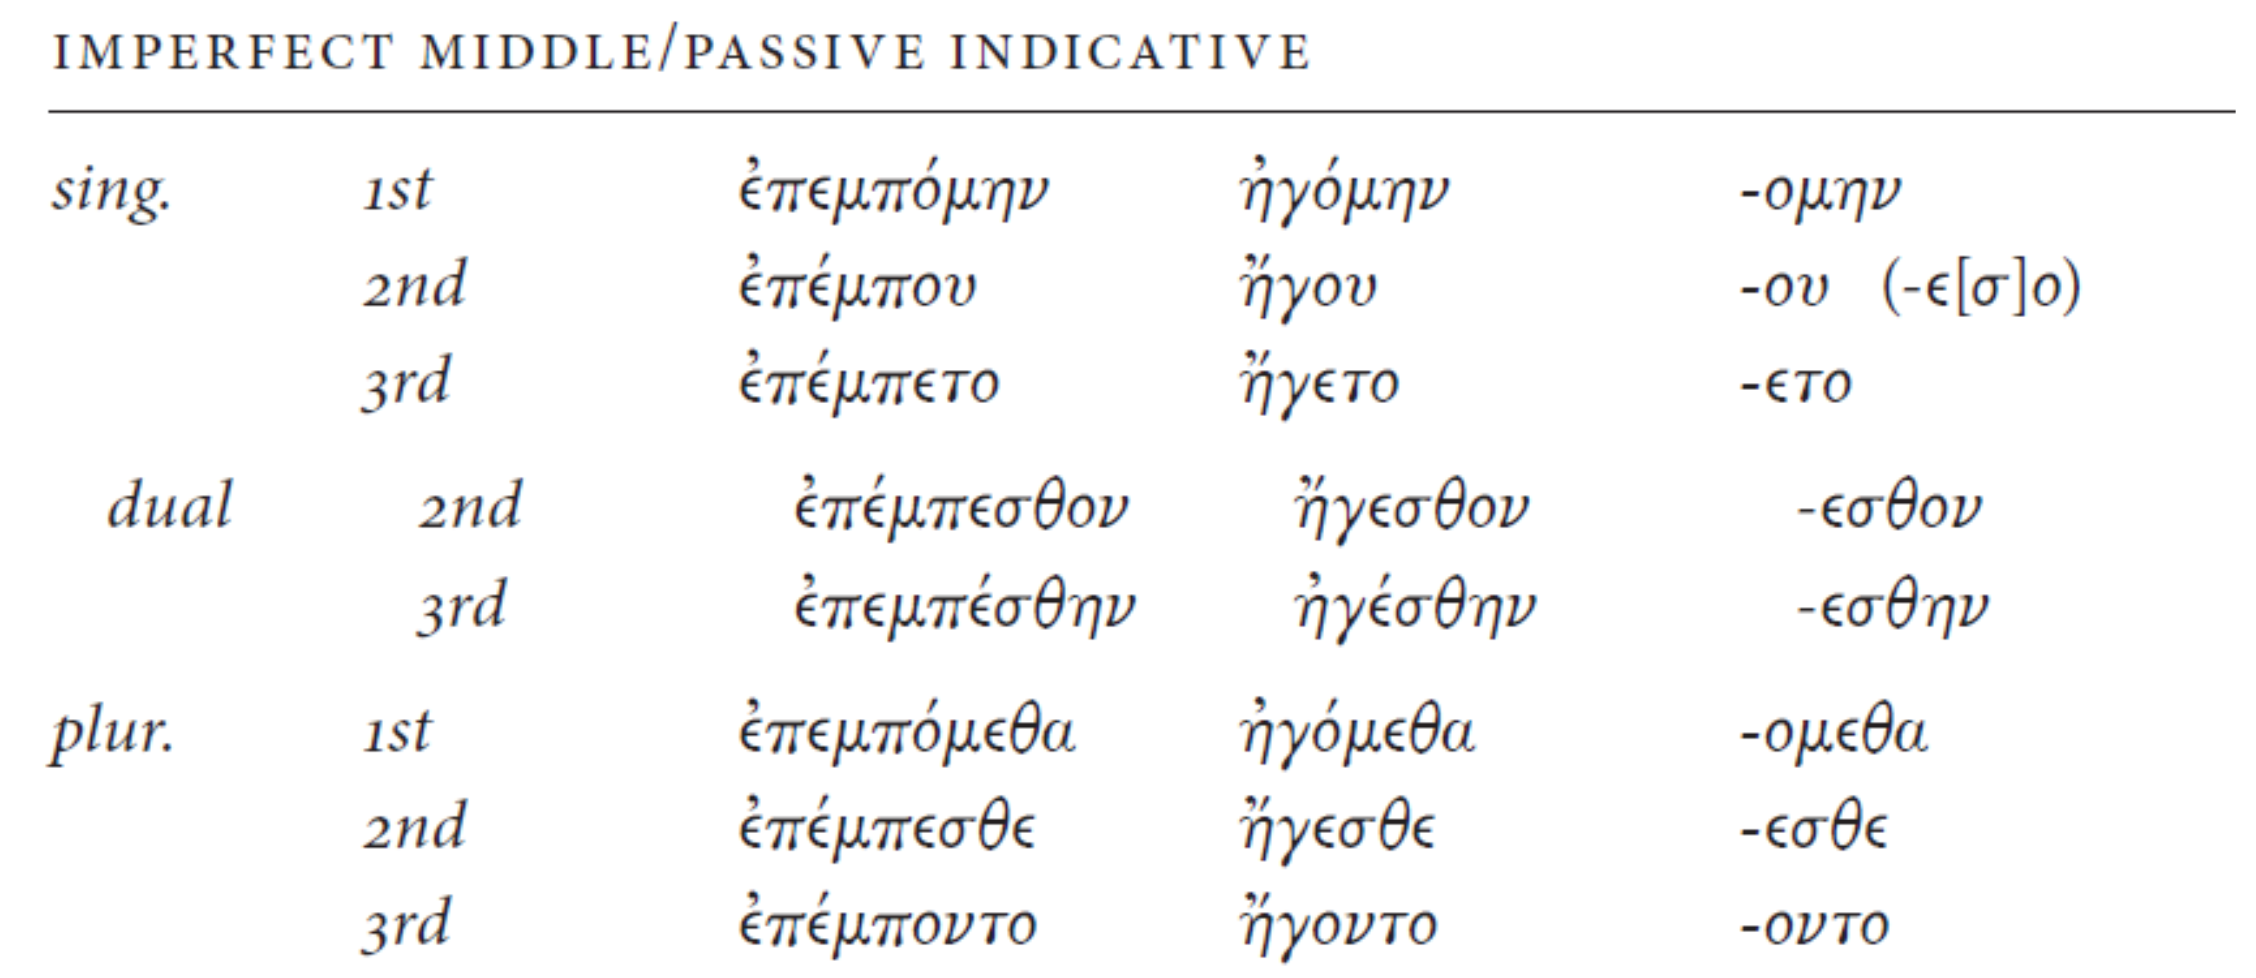 IMPERFECT MIDDLE/PASSIVE INDICATIVE
sing. 1st ἐπεμπόμην ἠγόμην -ομην
2nd ἐπέμπου ἤγου -ου (-ε[σ]ο)
3rd ἐπέμπετο ἤγετο -ετο
dual 2nd ἐπέμπεσθον ἤγεσθον -εσθον
3rd ἐπεμπέσθην ἠγέσθην -εσθην
plur. 1st ἐπεμπόμεθα ἠγόμεθα -ομεθα
2nd ἐπέμπεσθε ἤγεσθε -εσθε
3rd ἐπέμποντο ἤγοντο -οντο